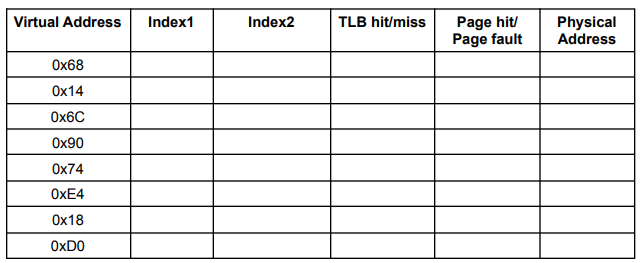 Virtual Address Index1 Index2 TLB hit/miss Page hit/ Physical
Page fault Address
0x68
0x14
0x6C
0x90
0x74
0xE4
0x18
0xD0